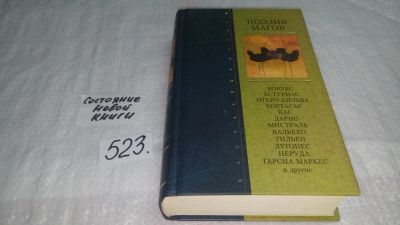 Состояние
новой
книги
523.
ПОЭЗИЯ
МАГОВ
БОРХЕС
АСТУРИАС
ОТЕРО СИЛЬВА
КОРТАСАР
ПАС
ДАРИО
МИСТРАЛЬ
ВАЛЬЕХО
ГИЛЬЕН
ЛУГОНЕС
НЕРУДА
ГАРСИА МАРКЕС
и другие